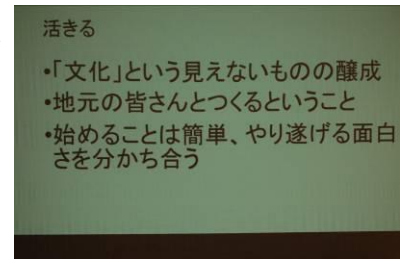 活きる
•「文化」という見えないものの醸成
•地元の皆さんとつくるということ
•始めることは簡単、やり遂げる面白
さを分かち合う